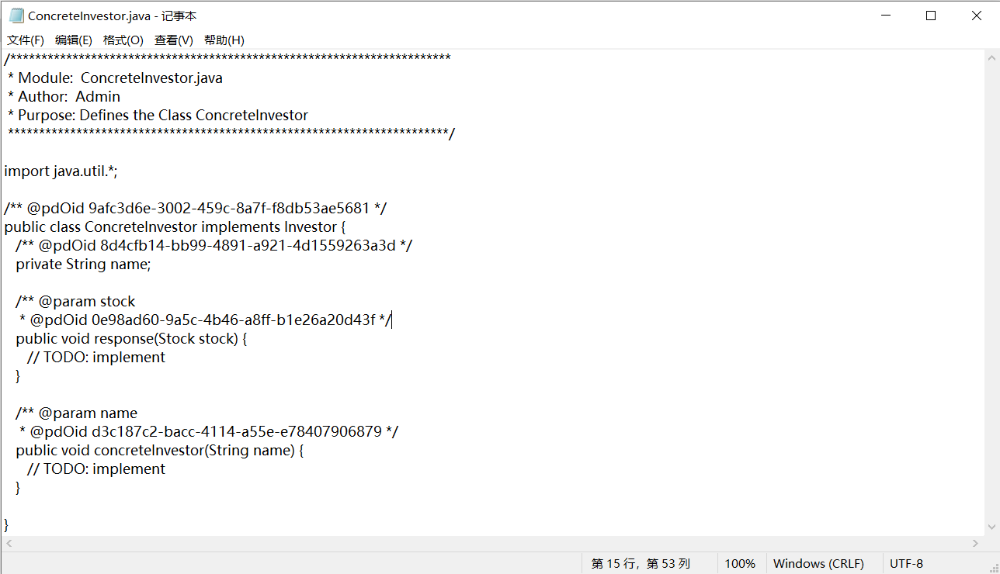 ConcreteInvestor.java - 记事本
文件(F) 编辑(E) 格式(O) 查看(V) 帮助(H)
/***********************************************************************
 * Module:  ConcreteInvestor.java
 * Author:  Admin
 * Purpose: Defines the Class ConcreteInvestor
 ***********************************************************************/
import java.util.*;
/** @pdOid 9afc3d6e-3002-459c-8a7f-f8db53ae5681 */
public class ConcreteInvestor implements Investor {
   /** @pdOid 8d4cfb14-bb99-4891-a921-4d1559263a3d */
   private String name;
   /** @param stock
    * @pdOid 0e98ad60-9a5c-4b46-a8ff-b1e26a20d43f */
   public void response(Stock stock) {
      // TODO: implement
   }
   /** @param name
    * @pdOid d3c187c2-bacc-4114-a55e-e78407906879 */
   public void concreteInvestor(String name) {
      // TODO: implement
   }
}
第 15 行，第 53 列 100% Windows (CRLF) UTF-8